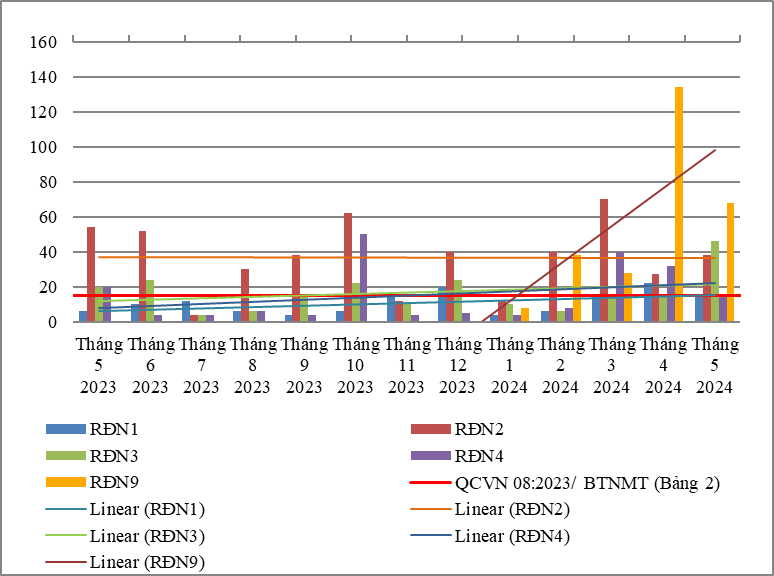 160
140
120
100
80
60
40
20
0
Tháng 5 2023
Tháng 6 2023
Tháng 7 2023
Tháng 8 2023
Tháng 9 2023
Tháng 10 2023
Tháng 11 2023
Tháng 12 2023
Tháng 1 2024
Tháng 2 2024
Tháng 3 2024
Tháng 4 2024
Tháng 5 2024
RĐN1
RĐN2
RĐN3
RĐN4
RĐN9
QCVN 08:2023/ BTNMT (Bảng 2)
Linear (RĐN1)
Linear (RĐN2)
Linear (RĐN3)
Linear (RĐN4)
Linear (RĐN9)